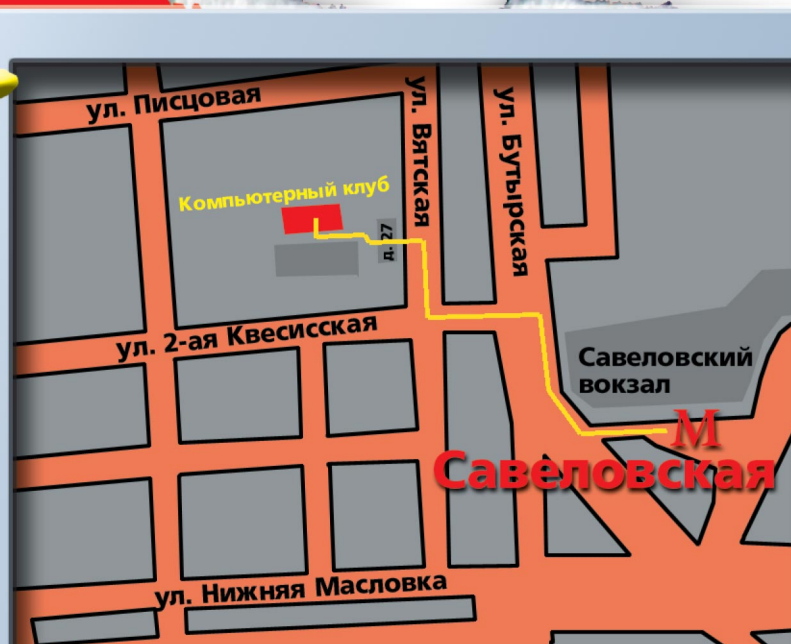 ул. Писцовая
ул. Вятская
ул. Бутырская
Компьютерный клуб
д. 27
ул. 2-ая Квесисская
Савеловский
вокзал
М
Савеловская
ул. Нижняя Масловка